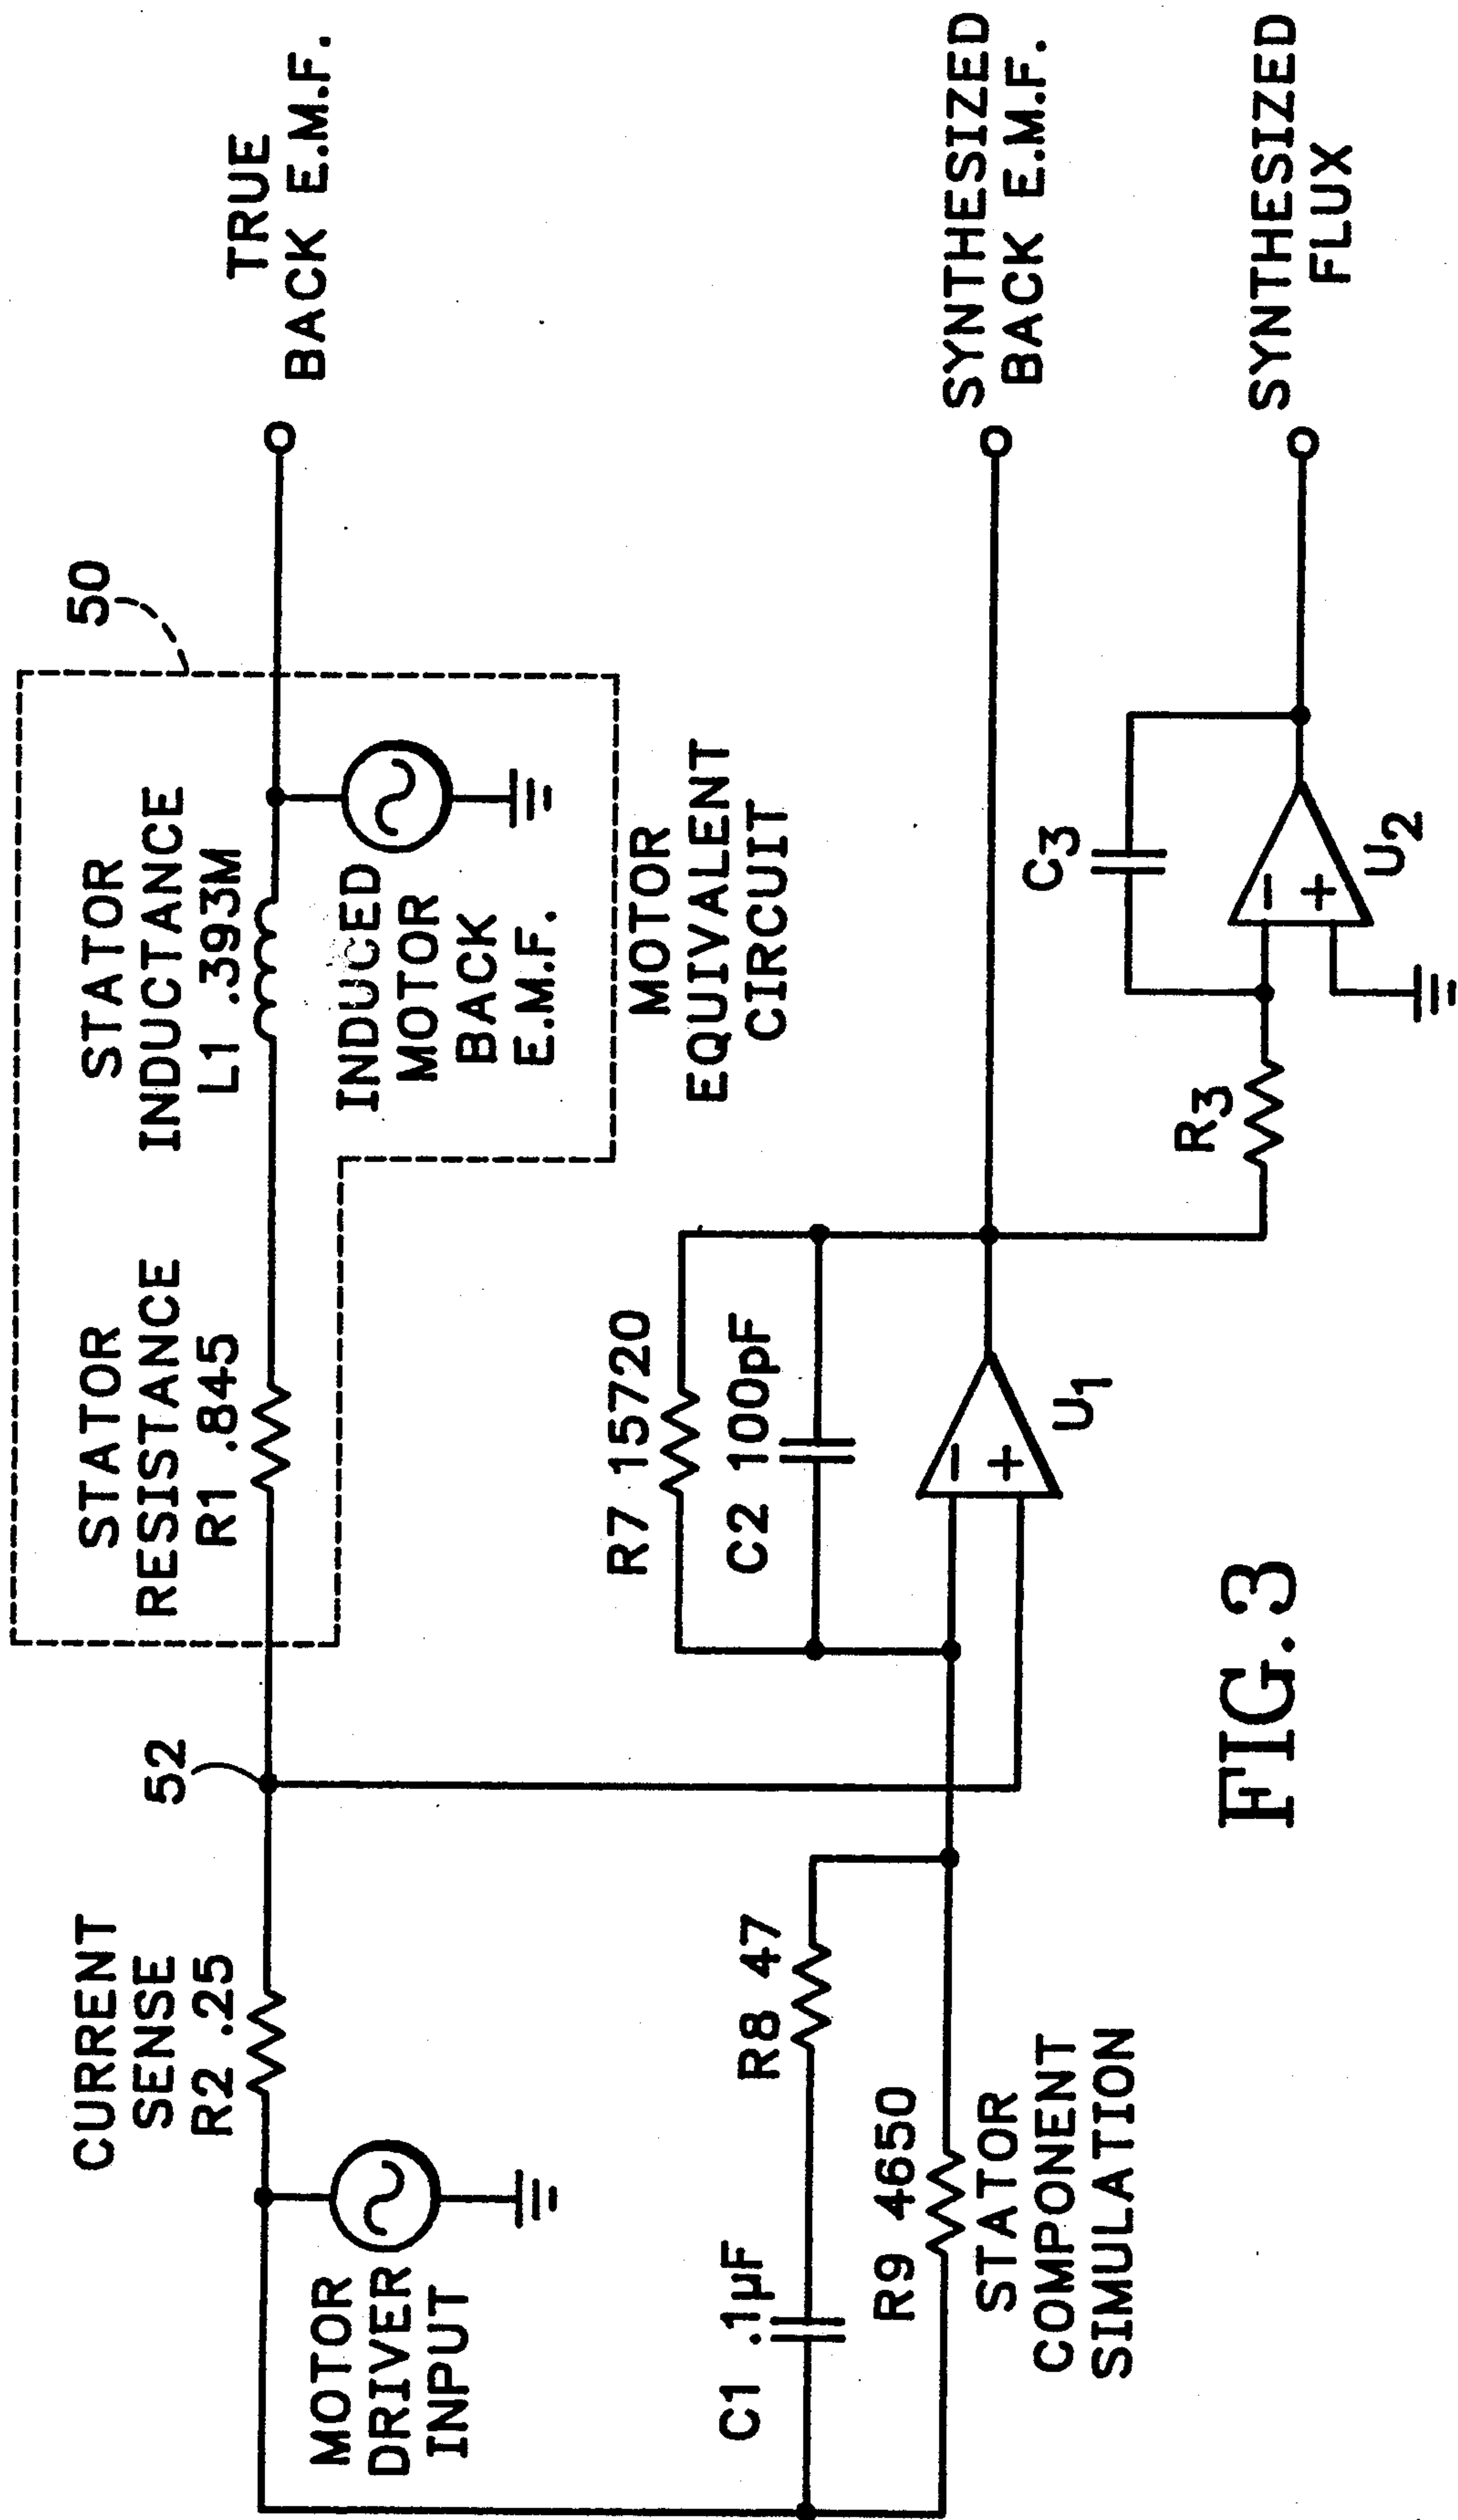 50
TRUE
BACK E.M.F.
STATOR
RESISTANCE
R1 .845
STATOR
INDUCTANCE
L1 .393M
INDUCED
MOTOR
BACK
E.M.F.
MOTOR
EQUIVALENT
CIRCUIT
52
CURRENT
SENSE
R2 .25
MOTOR
DRIVER
INPUT
R7 15720
C2 100pF
U1
C1 .1µF
R8 47
R9 4650
STATOR
COMPONENT
SIMULATION
SYNTHESIZED
BACK E.M.F.
C3
R3
U2
SYNTHESIZED
FLUX
FIG.3